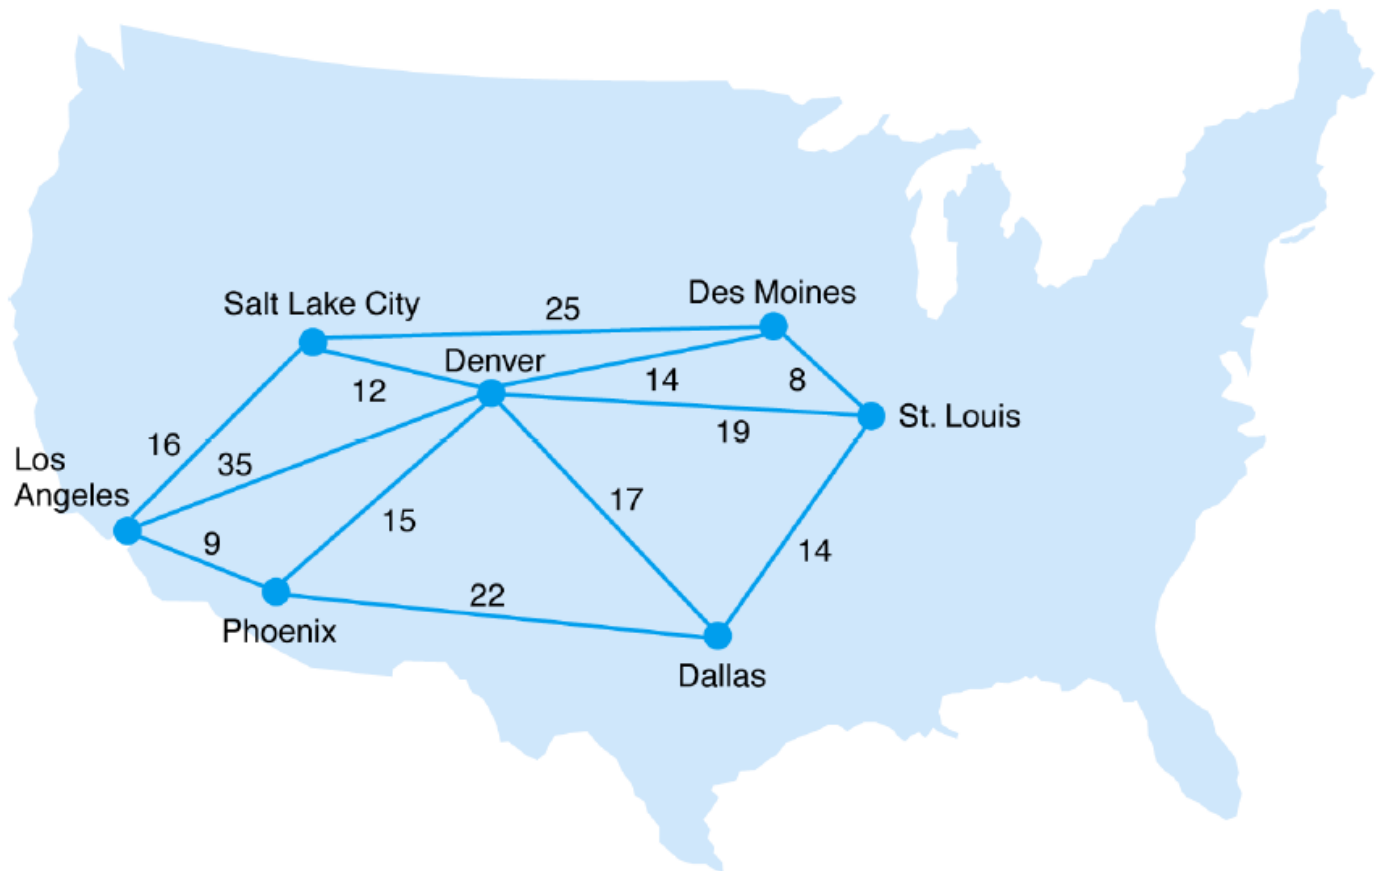 Des Moines
Salt Lake City
25
Denver
12
14
8
St. Louis
19
16
35
Los
Angeles
17
15
9
14
22
Phoenix
Dallas